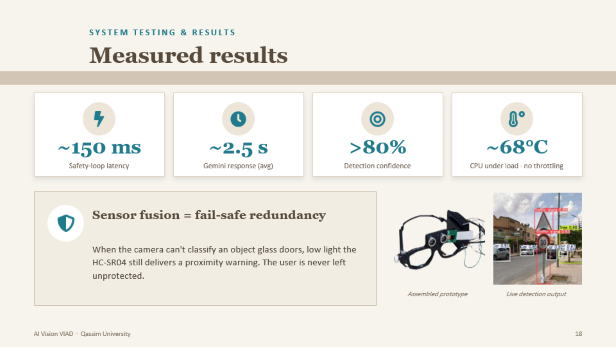 SYSTEM TESTING & RESULTS
Measured results
~150 ms
Safety-loop latency
~2.5 s
Gemini response (avg)
>80%
Detection confidence
~68°C
CPU under load · no throttling
Sensor fusion = fail-safe redundancy
When the camera can't classify an object glass doors, low light the
HC-SR04 still delivers a proximity warning. The user is never left
unprotected.
Assembled prototype
Live detection output
AI Vision VIAD · Qassim University
18